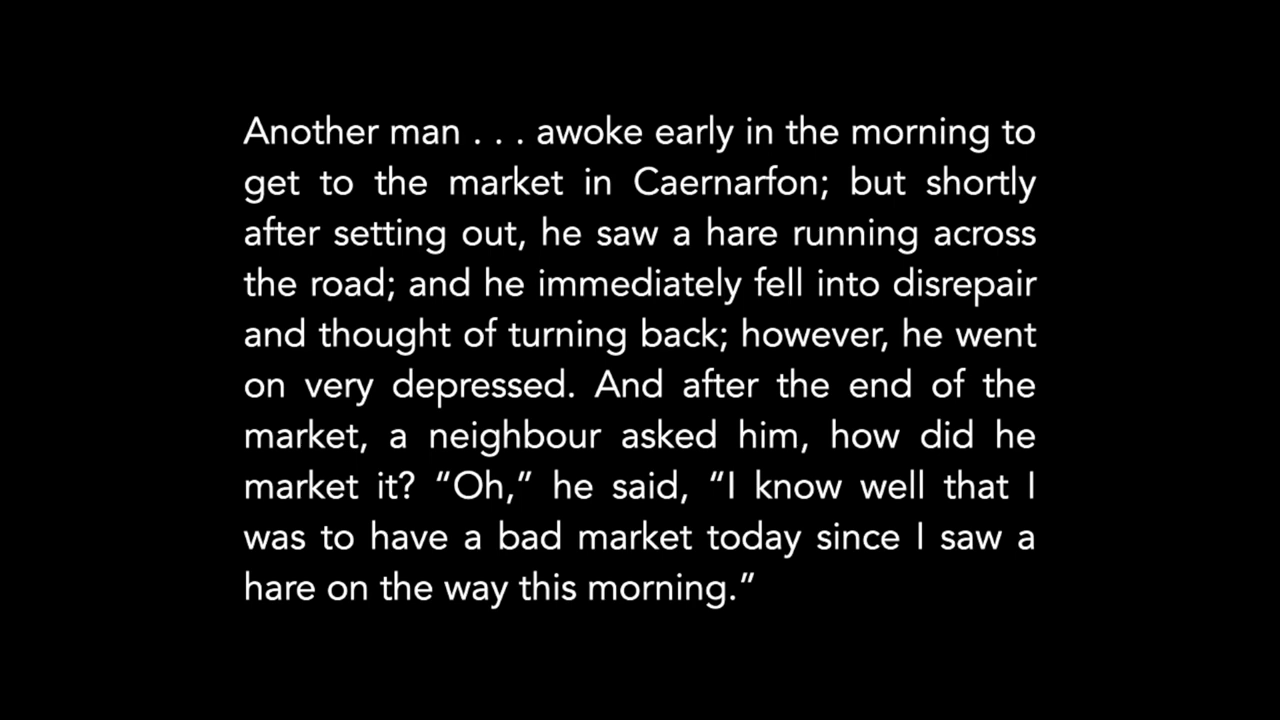 Another man . . . awoke early in the morning to
get to the market in Caernarfon; but shortly
after setting out, he saw a hare running across
the road; and he immediately fell into disrepair
and thought of turning back; however, he went
on very depressed. And after the end of the
market, a neighbour asked him, how did he
market it? “Oh,” he said, “I know well that I
was to have a bad market today since I saw a
hare on the way this morning.”